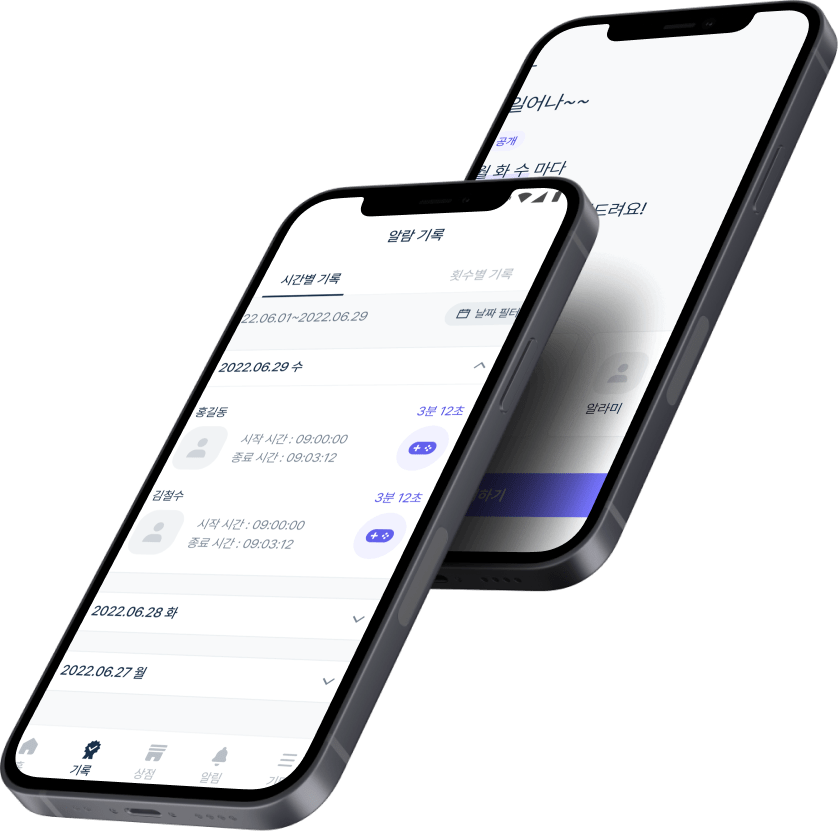 일어나~~
공개
월 화 수 마다
드려요!
알라미
하기
알람 기록
시간별 기록
횟수별 기록
22.06.01~2022.06.29
날짜 필터
2022.06.29 수
홍길동
3분 12초
시작 시간 : 09:00:00
종료 시간 : 09:03:12
김철수
3분 12초
시작 시간 : 09:00:00
종료 시간 : 09:03:12
2022.06.28 화
2022.06.27 월
기록
상점
알림